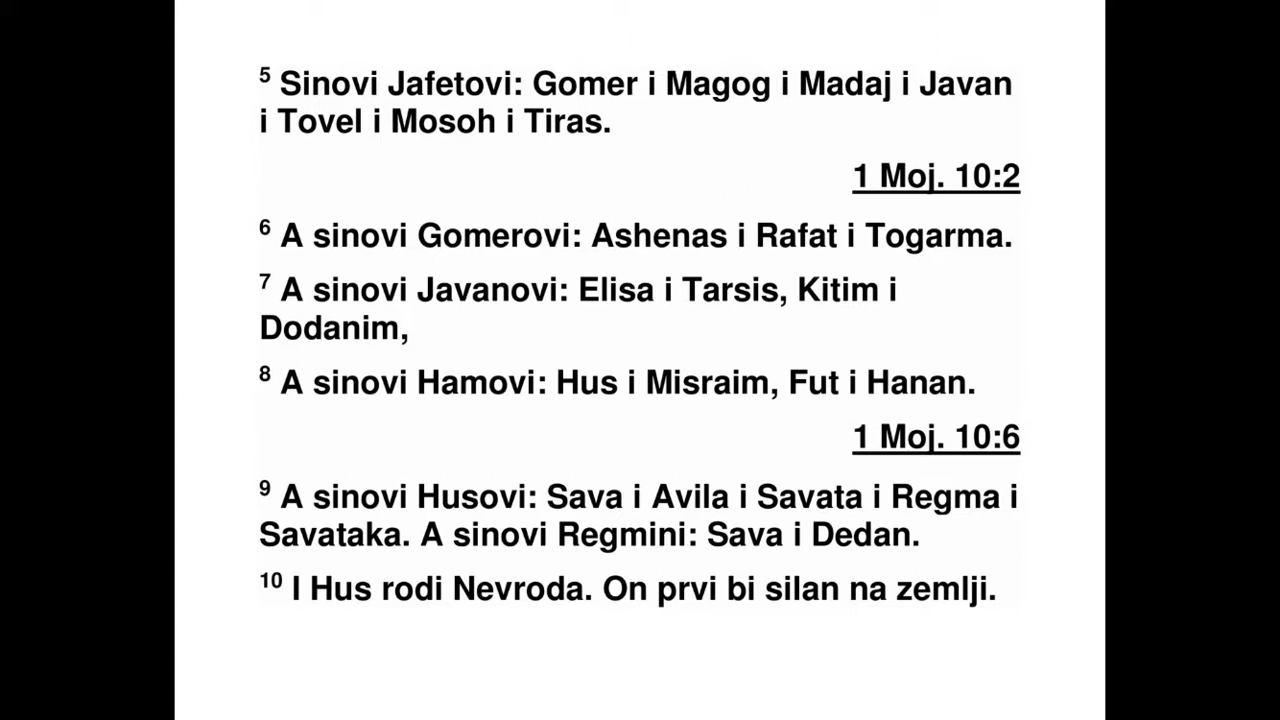 5 Sinovi Jafetovi: Gomer i Magog i Madaj i Javan
i Tovel i Mosoh i Tiras.
1 Moj. 10:2
6 A sinovi Gomerovi: Ashenas i Rafat i Togarma.
7 A sinovi Javanovi: Elisa i Tarsis, Kitim i
Dodanim,
8 A sinovi Hamovi: Hus i Misraim, Fut i Hanan.
1 Moj. 10:6
9 A sinovi Husovi: Sava i Avila i Savata i Regma i
Savataka. A sinovi Regmini: Sava i Dedan.
10 I Hus rodi Nevroda. On prvi bi silan na zemlji.